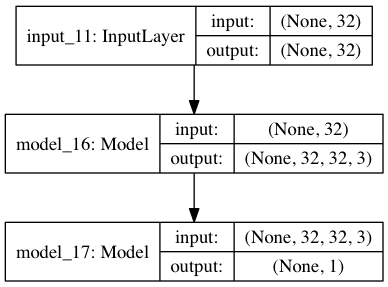 input_11: InputLayer
input: (None, 32)
output: (None, 32)
model_16: Model
input: (None, 32)
output: (None, 32, 32, 3)
model_17: Model
input: (None, 32, 32, 3)
output: (None, 1)